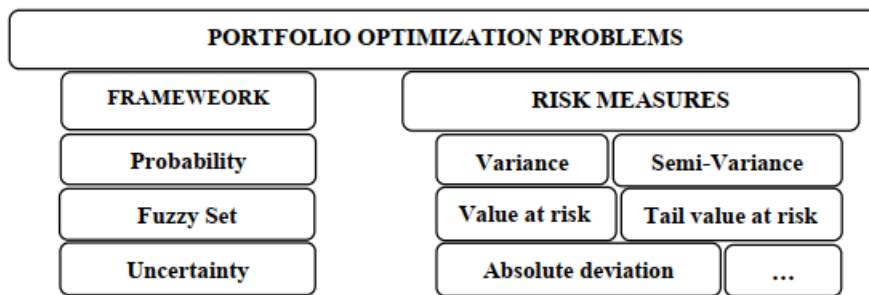 PORTFOLIO OPTIMIZATION PROBLEMS
FRAMEWEORK
RISK MEASURES
Probability
Variance
Semi-Variance
Fuzzy Set
Value at risk
Tail value at risk
Uncertainty
Absolute deviation
...